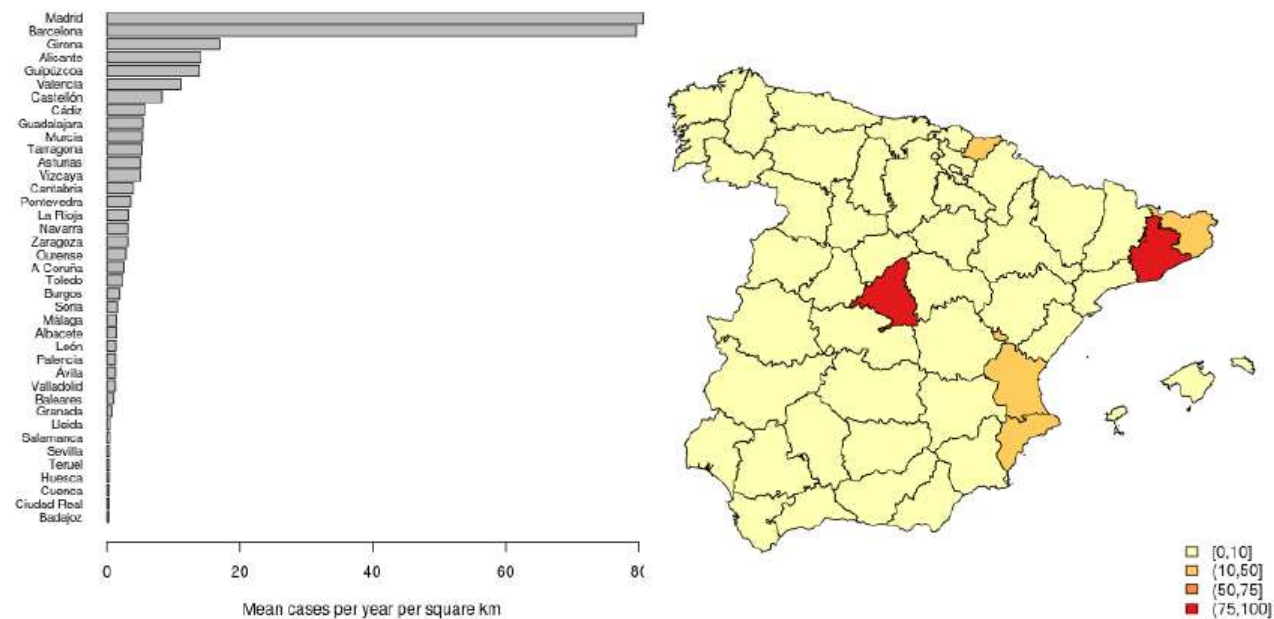 Madrid
Barcelona
Girona
Alicante
Guipúzcoa
Valencia
Castellón
Cádiz
Guadalajara
Murcia
Tarragona
Asturias
Vizcaya
Cantabria
Pontevedra
La Rioja
Navarra
Zaragoza
Ourense
A Coruña
Toledo
Burgos
Soria
Málaga
Albacete
León
Palencia
Ávila
Valladolid
Baleares
Granada
Lleida
Salamanca
Sevilla
Teruel
Huesca
Cuenca
Ciudad Real
Badajoz
0 20 40 60 80
Mean cases per year per square km
[0,10]
(10,50]
(50,75]
(75,100]